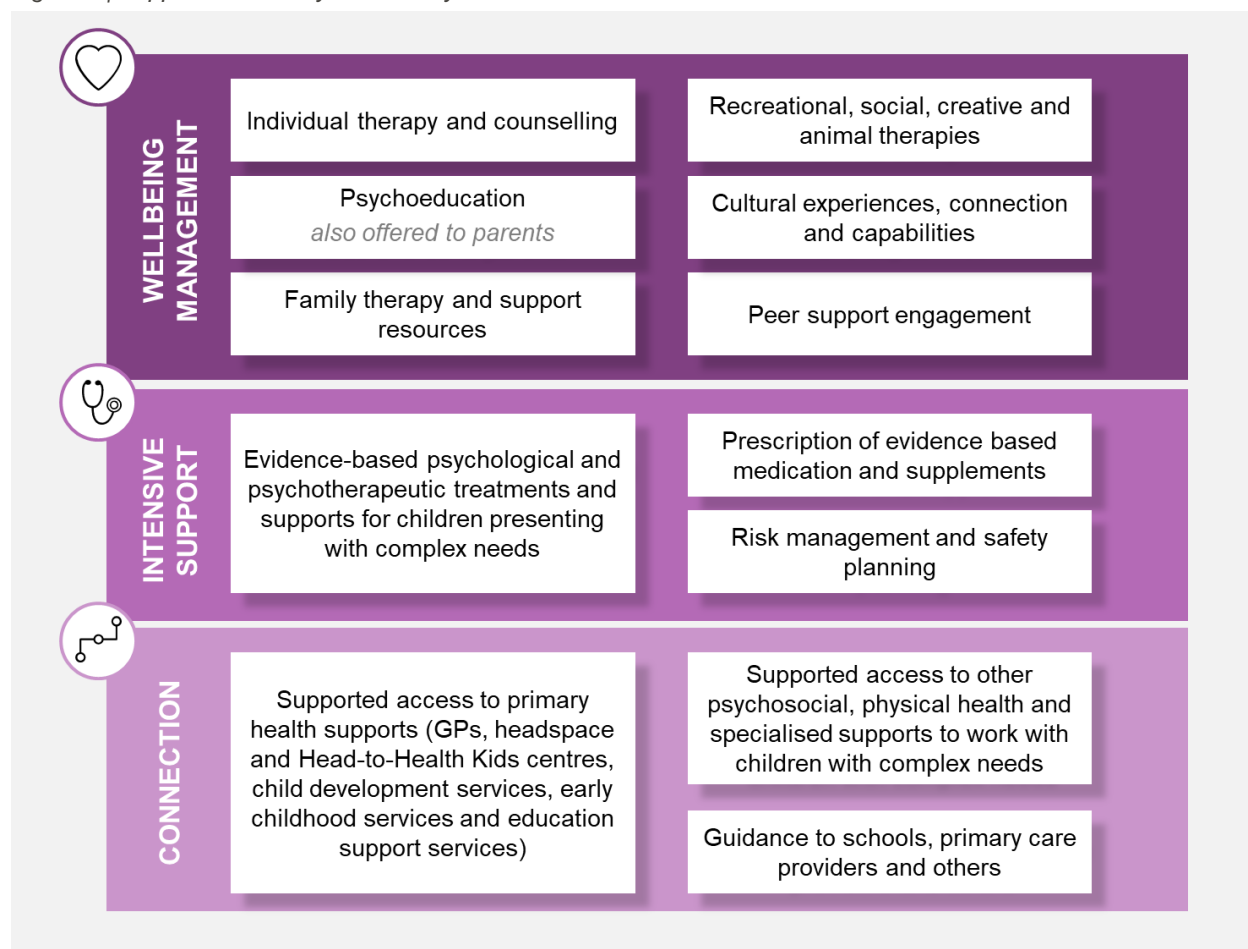 WELLBEING
MANAGEMENT
Individual therapy and counselling
Psychoeducation
also offered to parents
Family therapy and support
resources
Recreational, social, creative and
animal therapies
Cultural experiences, connection
and capabilities
Peer support engagement
INTENSIVE
SUPPORT
Evidence-based psychological and
psychotherapeutic treatments and
supports for children presenting
with complex needs
Prescription of evidence based
medication and supplements
Risk management and safety
planning
CONNECTION
Supported access to primary
health supports (GPs, headspace
and Head-to-Health Kids centres,
child development services, early
childhood services and education
support services)
Supported access to other
psychosocial, physical health and
specialised supports to work with
children with complex needs
Guidance to schools, primary care
providers and others